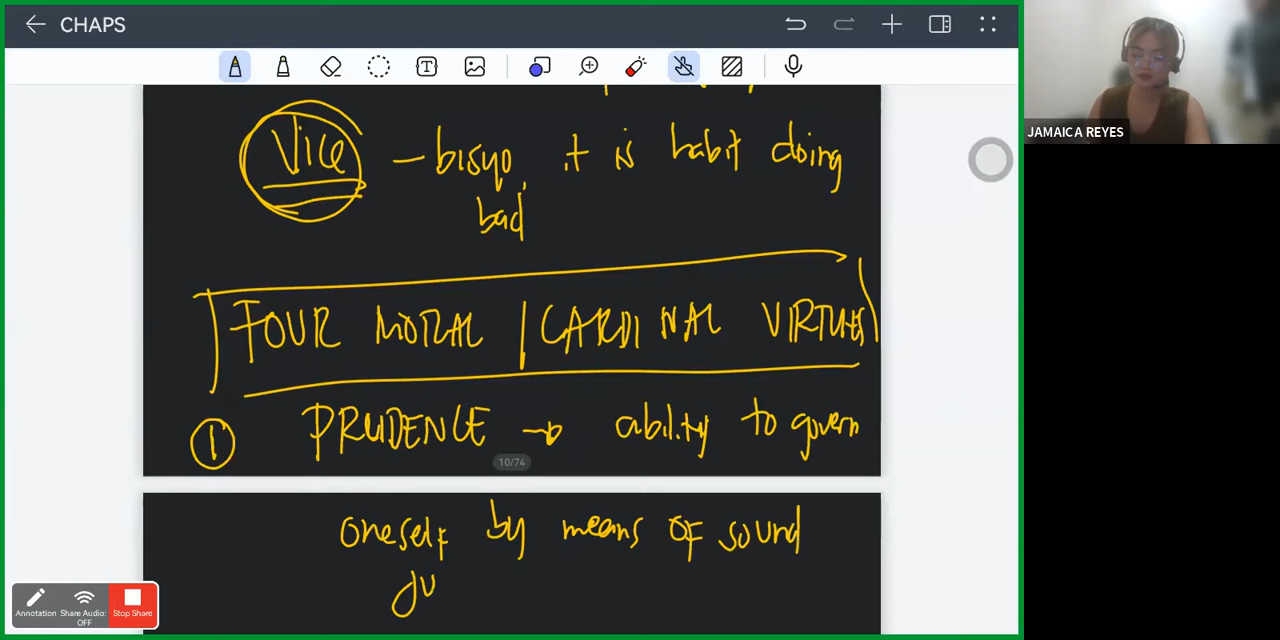 CHAPS
JAMAICA REYES
Vice – bisyo, it is habit doing
bad
FOUR MORAL | CARDINAL VIRTUES
① PRUDENCE → ability to govern
10/74
oneself by means of sound
ju
Annotation
Share Audio: OFF
Stop Share